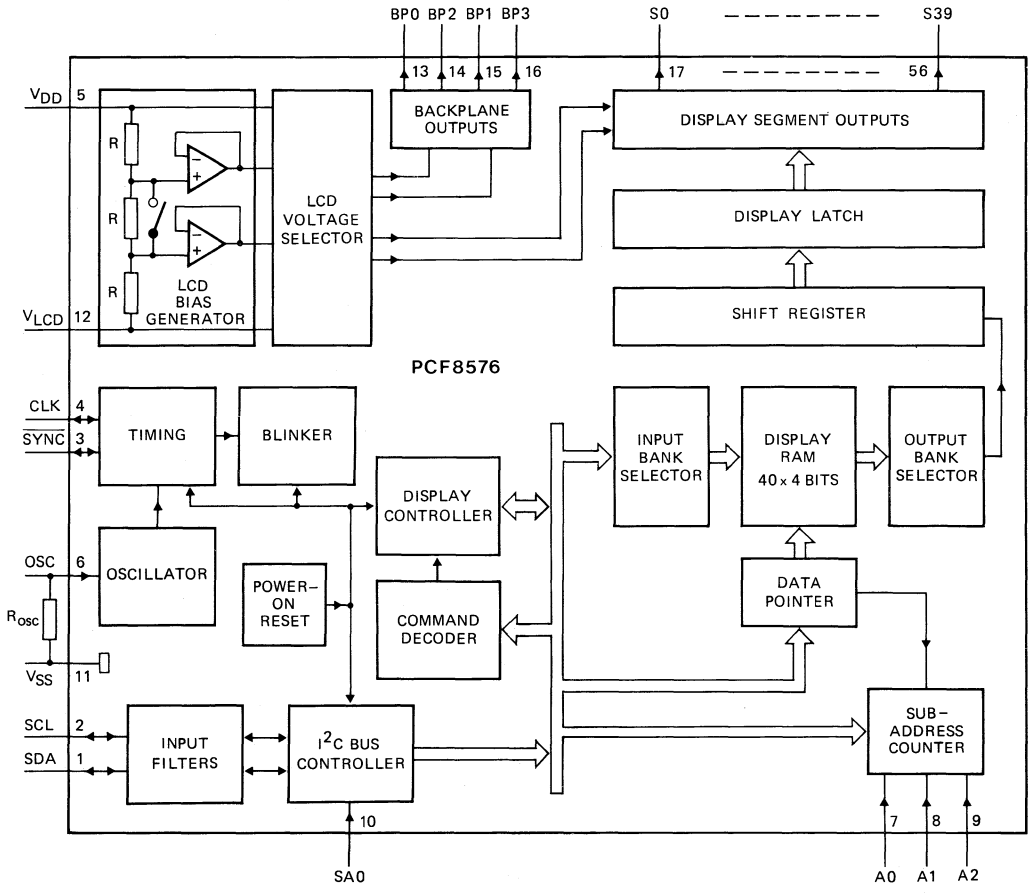 BP0 BP2 BP1 BP3
S0
S39
13 14 15 16
17
56
VDD 5
BACKPLANE
OUTPUTS
DISPLAY SEGMENT OUTPUTS
R
−
+
LCD
VOLTAGE
SELECTOR
R
−
+
DISPLAY LATCH
R
LCD
BIAS
GENERATOR
VLCD 12
SHIFT REGISTER
PCF8576
CLK 4
SYNC 3
TIMING
BLINKER
INPUT
BANK
SELECTOR
DISPLAY
RAM
40 x 4 BITS
OUTPUT
BANK
SELECTOR
DISPLAY
CONTROLLER
OSC 6
OSCILLATOR
ROSC
POWER−
ON
RESET
COMMAND
DECODER
DATA
POINTER
VSS 11
SCL 2
SDA 1
INPUT
FILTERS
I²C BUS
CONTROLLER
SUB−
ADDRESS
COUNTER
10
7 8 9
SA0
A0 A1 A2